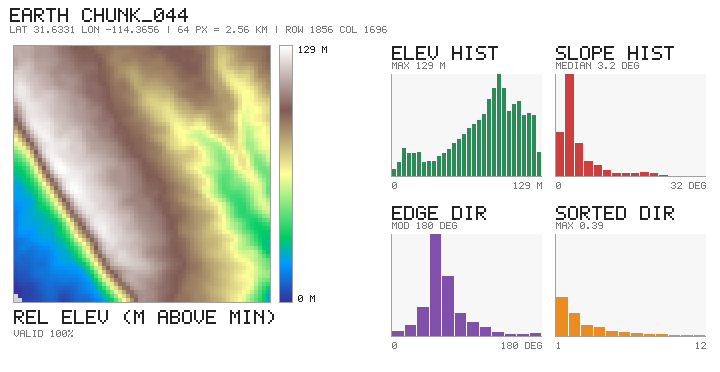 EARTH CHUNK_044
LAT 31.6331 LON -114.3656 | 64 PX = 2.56 KM | ROW 1856 COL 1696
129 M
0 M
REL ELEV (M ABOVE MIN)
VALID 100%
ELEV HIST
MAX 129 M
0 129 M
SLOPE HIST
MEDIAN 3.2 DEG
0 32 DEG
EDGE DIR
MOD 180 DEG
0 180 DEG
SORTED DIR
MAX 0.39
1 12